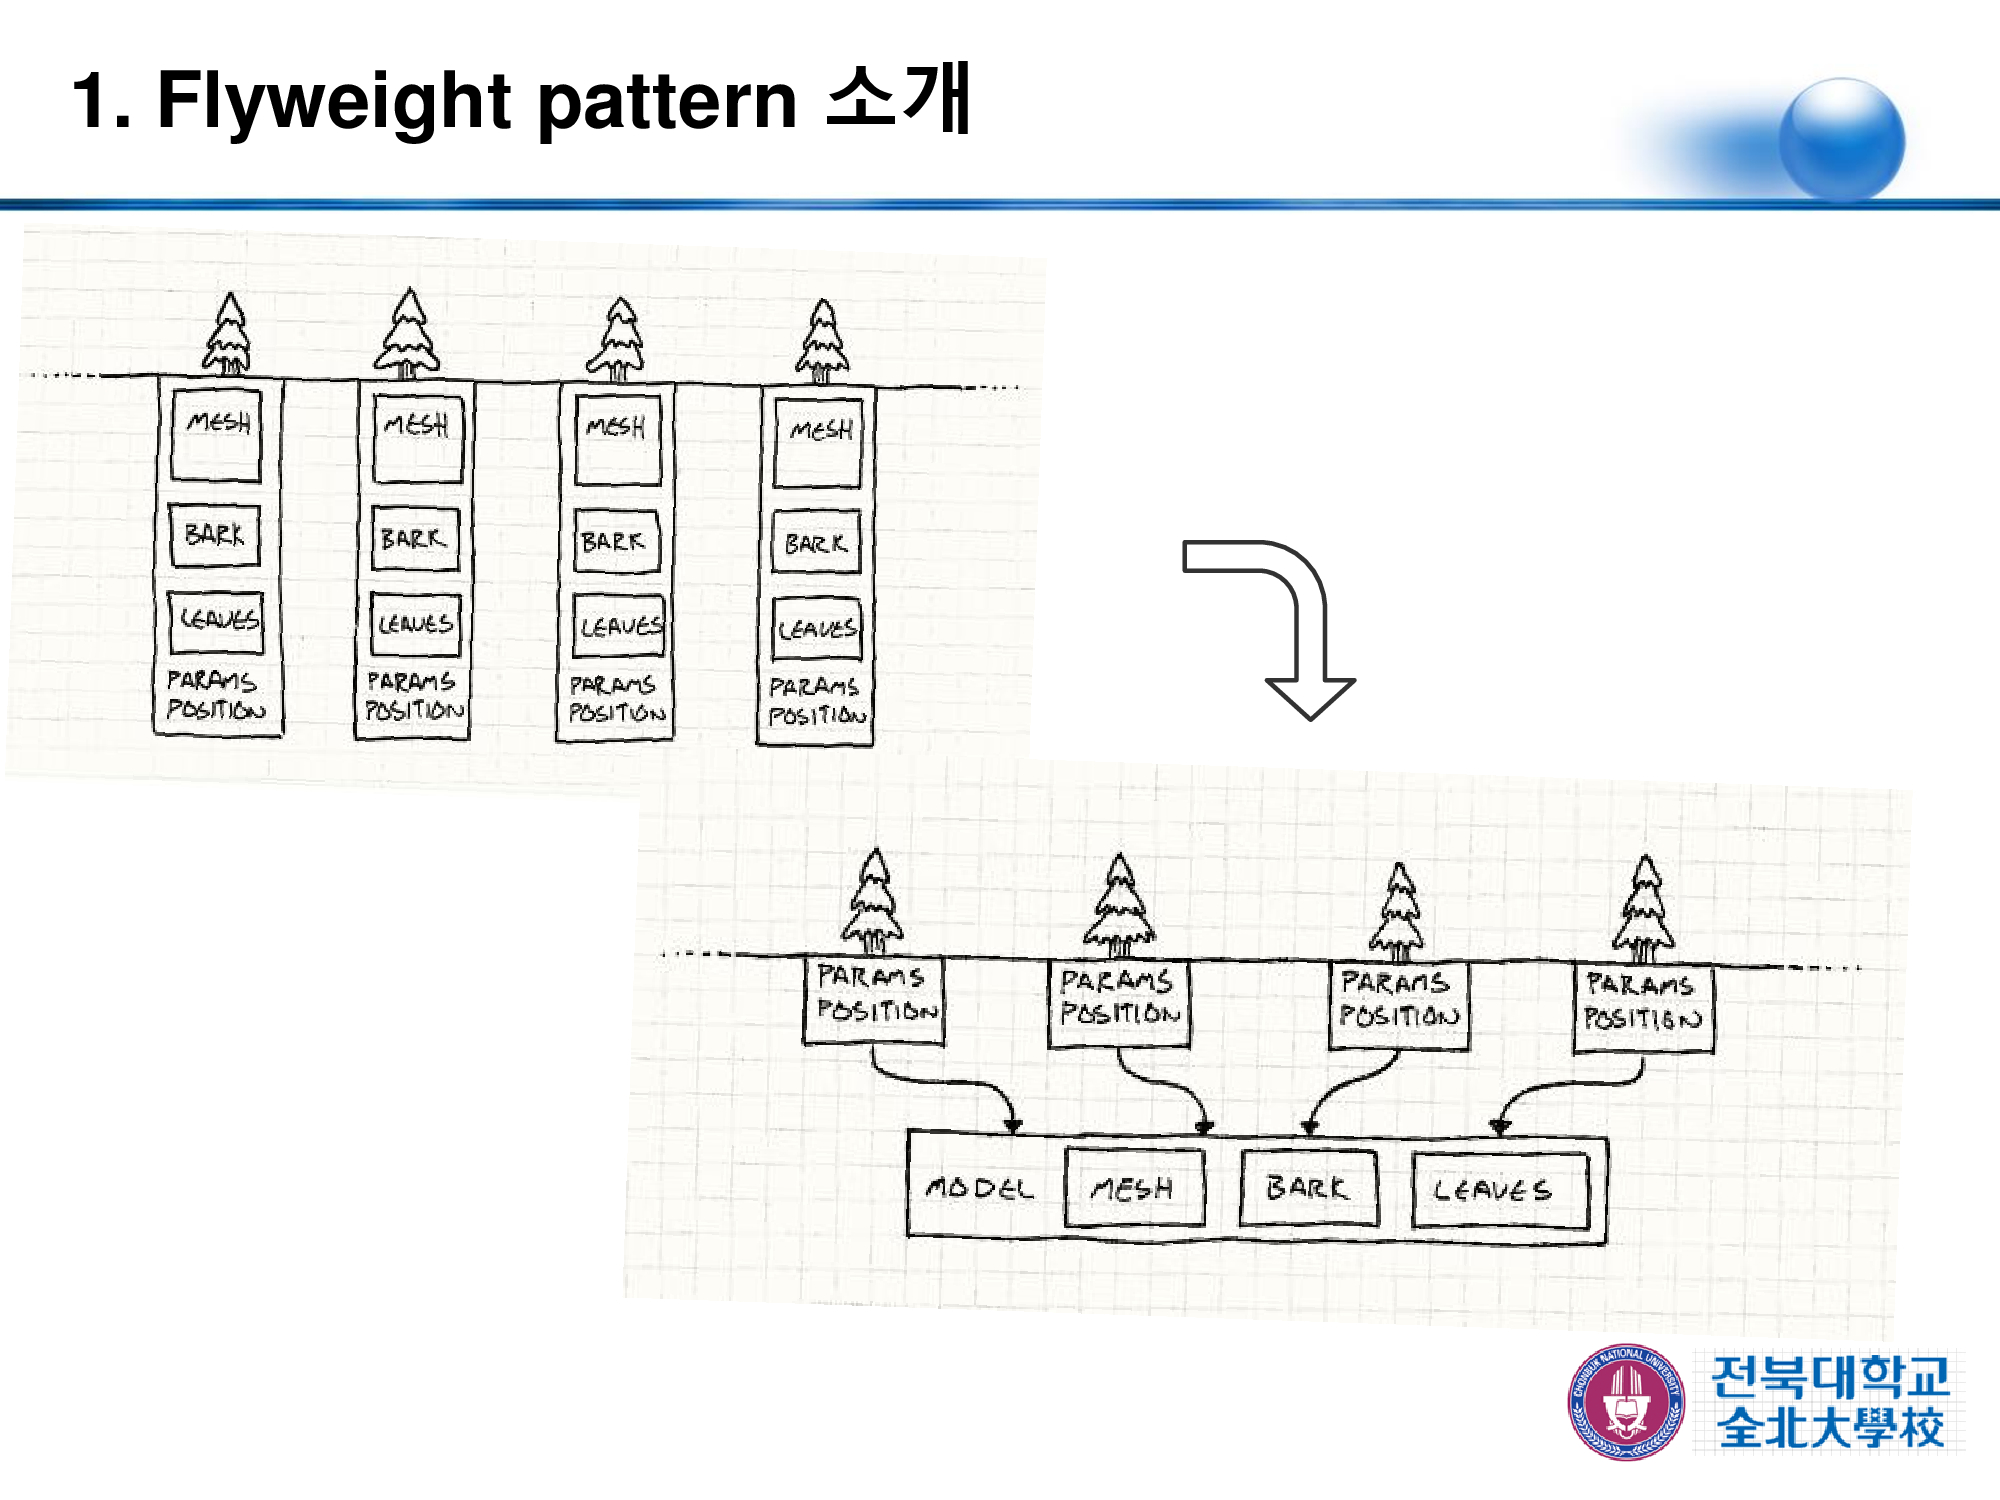 1. Flyweight pattern 소개
MESH
MESH
MESH
MESH
BARK
BARK
BARK
BARK
LEAVES
LEAVES
LEAVES
LEAVES
PARAMS
POSITION
PARAMS
POSITION
PARAMS
POSITION
PARAMS
POSITION
PARAMS
POSITION
PARAMS
POSITION
PARAMS
POSITION
PARAMS
POSITION
MODEL
MESH
BARK
LEAVES
CHONBUK NATIONAL UNIVERSITY
전북대학교
全北大學校